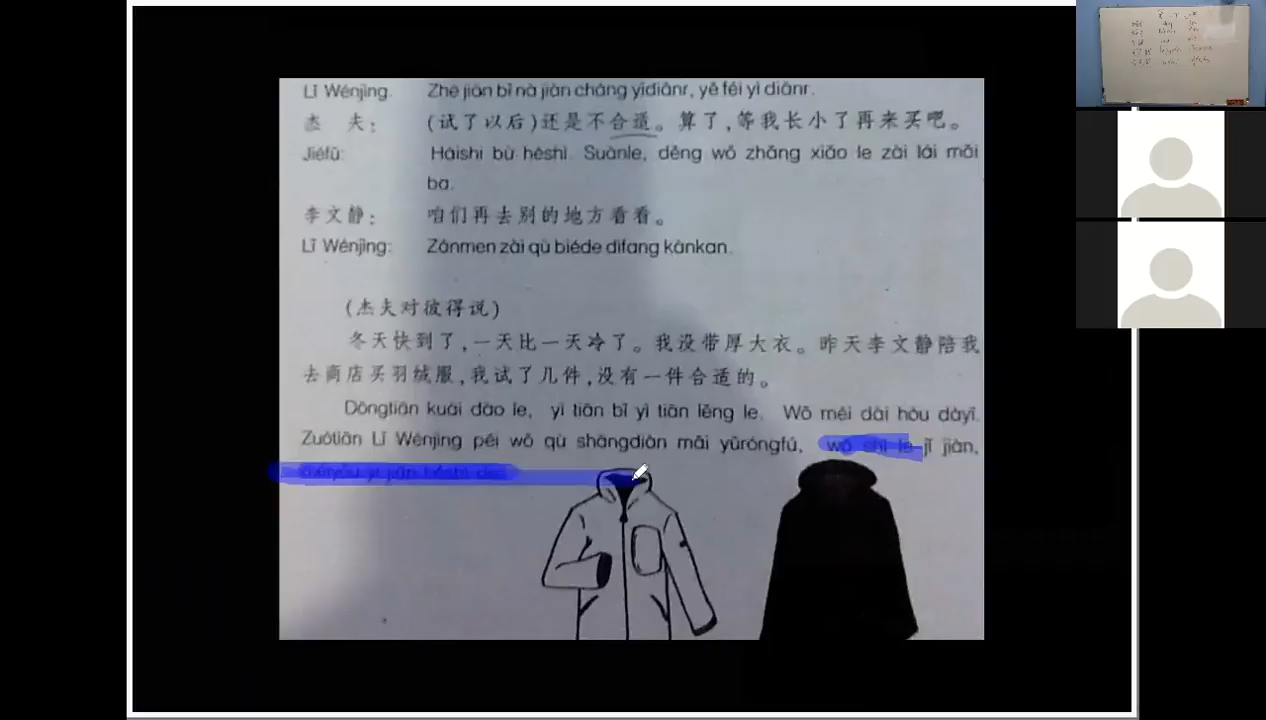 Lǐ Wénjìng: Zhè jiàn bǐ nà jiàn cháng yìdiǎnr, yě féi yì diǎnr.
杰 夫： (试了以后)还是不合适。算了,等我长小了再来买吧。
Jiéfū: Háishi bù héshì. Suànle, děng wǒ zhǎng xiǎo le zài lái mǎi
ba.
李文静： 咱们再去别的地方看看。
Lǐ Wénjìng: Zánmen zài qù biéde dìfang kànkan.
(杰夫对彼得说)
冬天快到了,一天比一天冷了。我没带厚大衣。昨天李文静陪我
去商店买羽绒服,我试了几件,没有一件合适的。
Dōngtiān kuài dào le, yì tiān bǐ yì tiān lěng le. Wǒ méi dài hòu dàyī.
Zuótiān Lǐ Wénjìng péi wǒ qù shāngdiàn mǎi yǔróngfú, wǒ shì le jǐ jiàn,
méiyǒu yí jiàn héshì de.